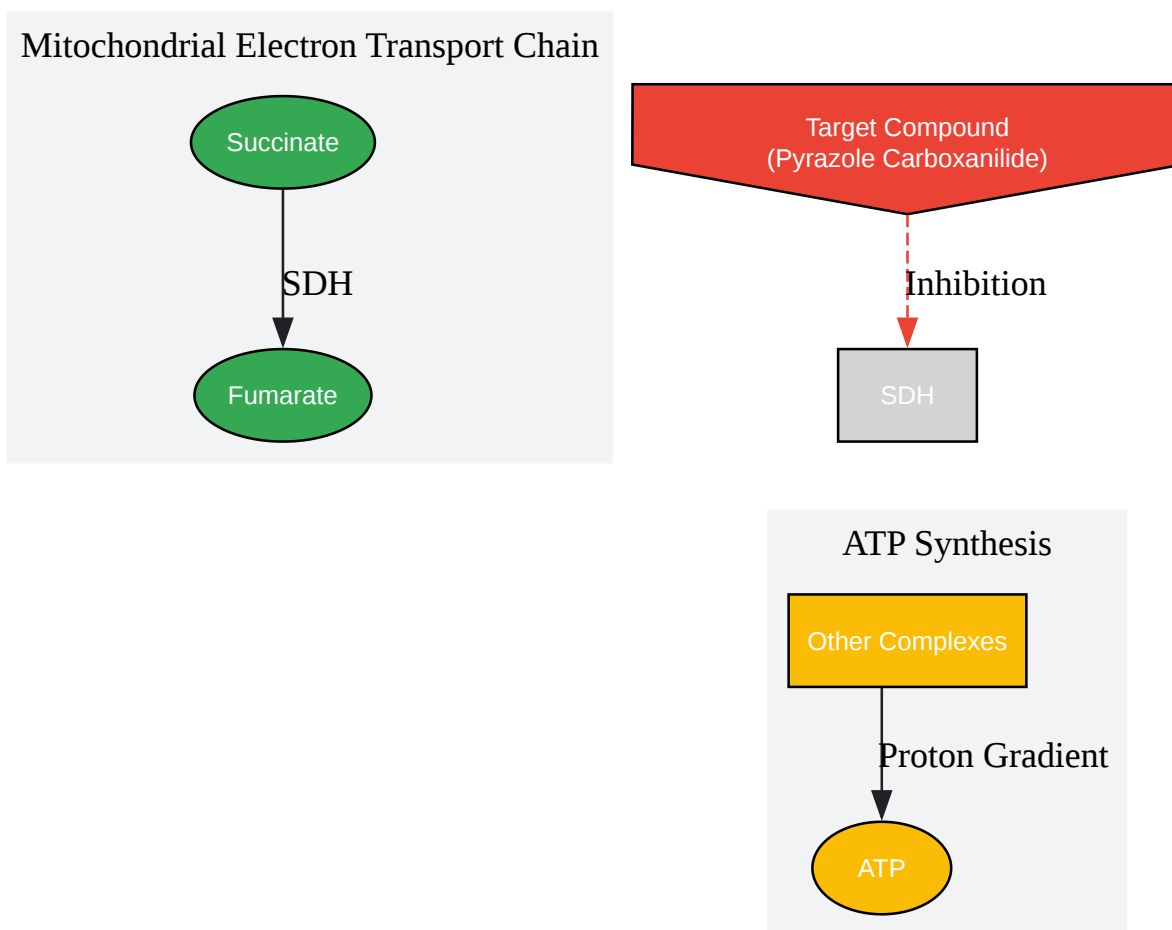 Mitochondrial Electron Transport Chain
Succinate
SDH
Fumarate
Target Compound
(Pyrazole Carboxanilide)
Inhibition
SDH
ATP Synthesis
Other Complexes
Proton Gradient
ATP